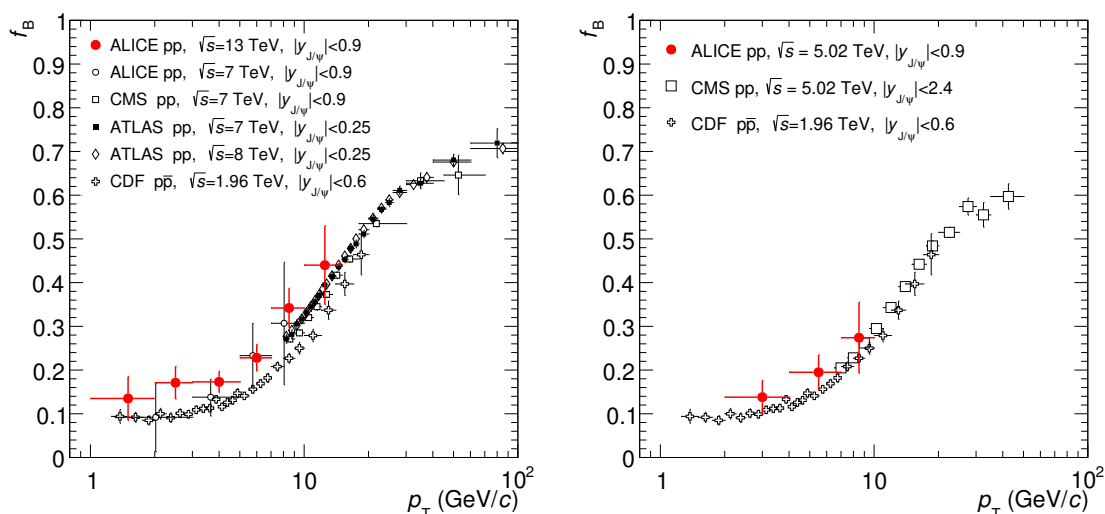 f_B
ALICE pp, √s=13 TeV, |y_J/ψ|<0.9
ALICE pp, √s=7 TeV, |y_J/ψ|<0.9
CMS pp, √s=7 TeV, |y_J/ψ|<0.9
ATLAS pp, √s=7 TeV, |y_J/ψ|<0.25
ATLAS pp, √s=8 TeV, |y_J/ψ|<0.25
CDF pp̅, √s=1.96 TeV, |y_J/ψ|<0.6
1
0.9
0.8
0.7
0.6
0.5
0.4
0.3
0.2
0.1
0
1
10
10²
p_T (GeV/c)
f_B
ALICE pp, √s = 5.02 TeV, |y_J/ψ|<0.9
CMS pp, √s = 5.02 TeV, |y_J/ψ|<2.4
CDF pp̅, √s=1.96 TeV, |y_J/ψ|<0.6
1
0.9
0.8
0.7
0.6
0.5
0.4
0.3
0.2
0.1
0
1
10
10²
p_T (GeV/c)